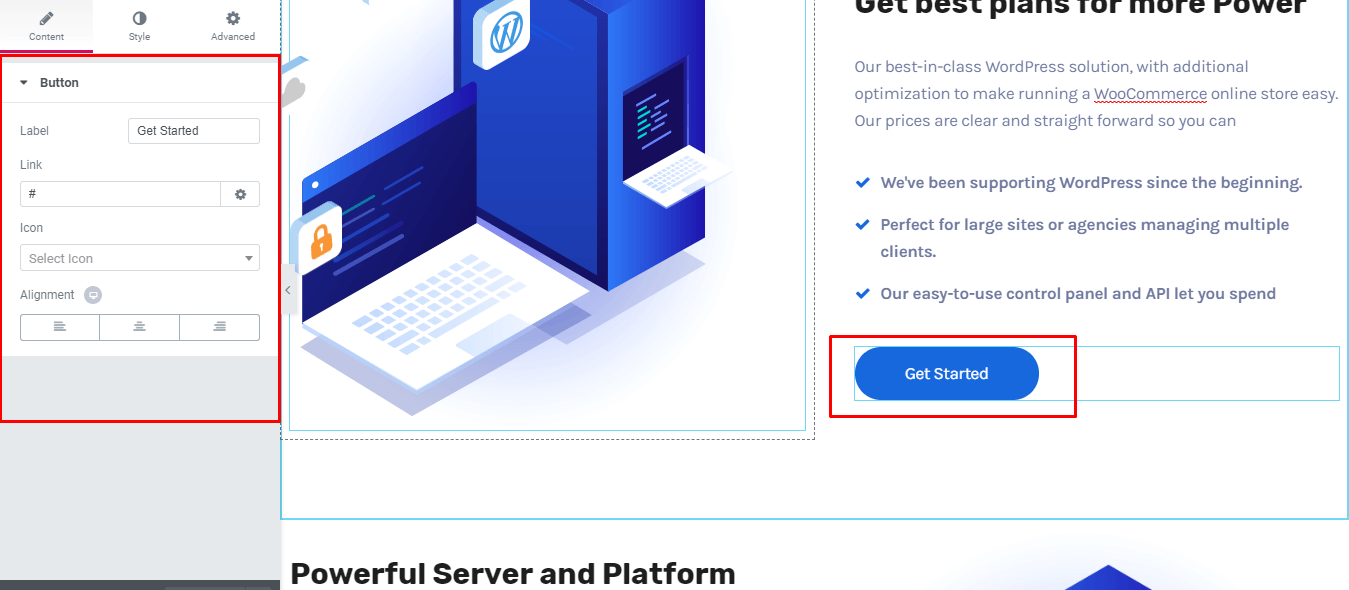 Content
Style
Advanced
Button
Label
Get Started
Link
#
Icon
Select Icon
Alignment
Get best plans for more Power
Our best-in-class WordPress solution, with additional
optimization to make running a WooCommerce online store easy.
Our prices are clear and straight forward so you can
We've been supporting WordPress since the beginning.
Perfect for large sites or agencies managing multiple
clients.
Our easy-to-use control panel and API let you spend
Get Started
Powerful Server and Platform